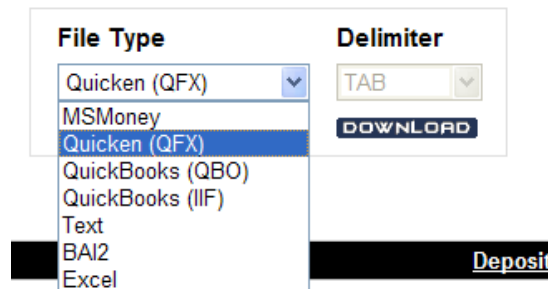 File Type Delimiter
Quicken (QFX) TAB
MSMoney
Quicken (QFX) DOWNLOAD
QuickBooks (QBO)
QuickBooks (IIF)
Text
BAI2
Excel
Deposit